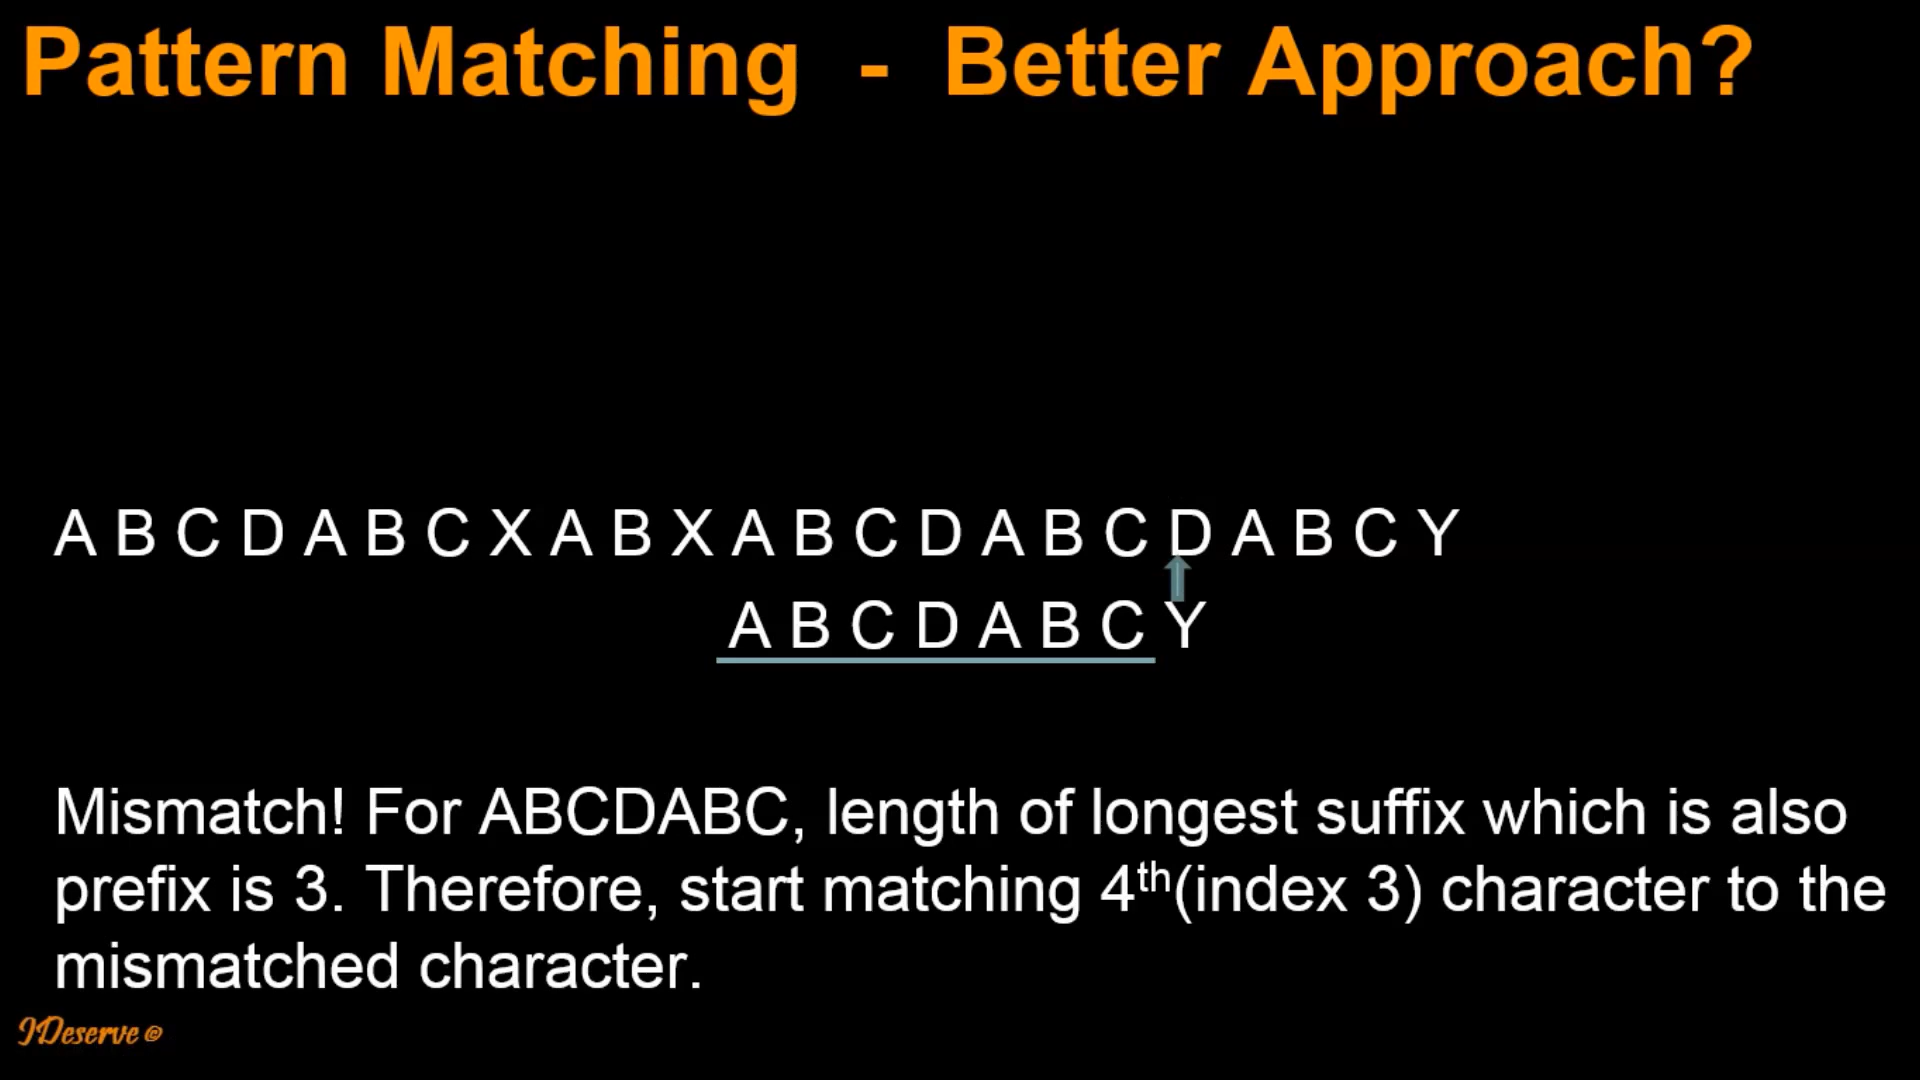 Pattern Matching - Better Approach?
A B C D A B C X A B X A B C D A B C D A B C Y
A B C D A B C Y
Mismatch! For ABCDABC, length of longest suffix which is also
prefix is 3. Therefore, start matching 4th(index 3) character to the
mismatched character.
IDeserve ©